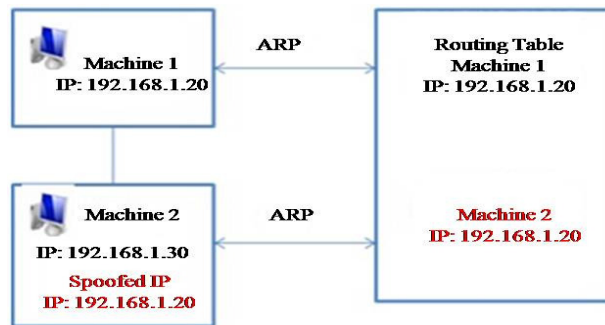 Machine 1
IP: 192.168.1.20
ARP
Routing Table
Machine 1
IP: 192.168.1.20
Machine 2
IP: 192.168.1.30
Spoofed IP
IP: 192.168.1.20
ARP
Machine 2
IP: 192.168.1.20